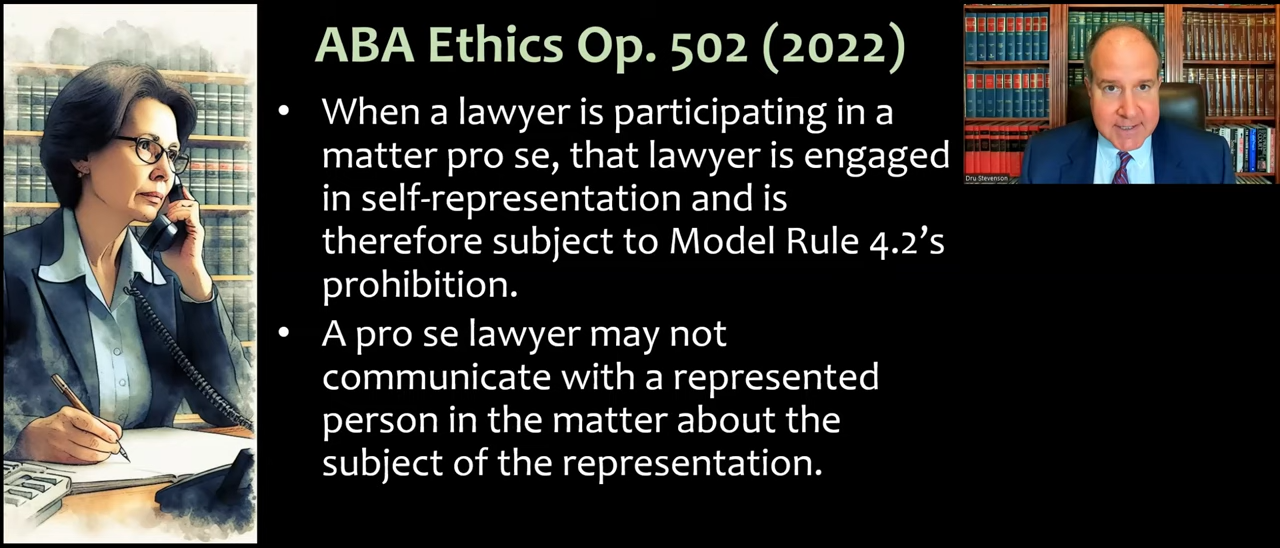 ABA Ethics Op. 502 (2022)
• When a lawyer is participating in a
matter pro se, that lawyer is engaged
in self-representation and is
therefore subject to Model Rule 4.2’s
prohibition.
• A pro se lawyer may not
communicate with a represented
person in the matter about the
subject of the representation.
Dru Stevenson